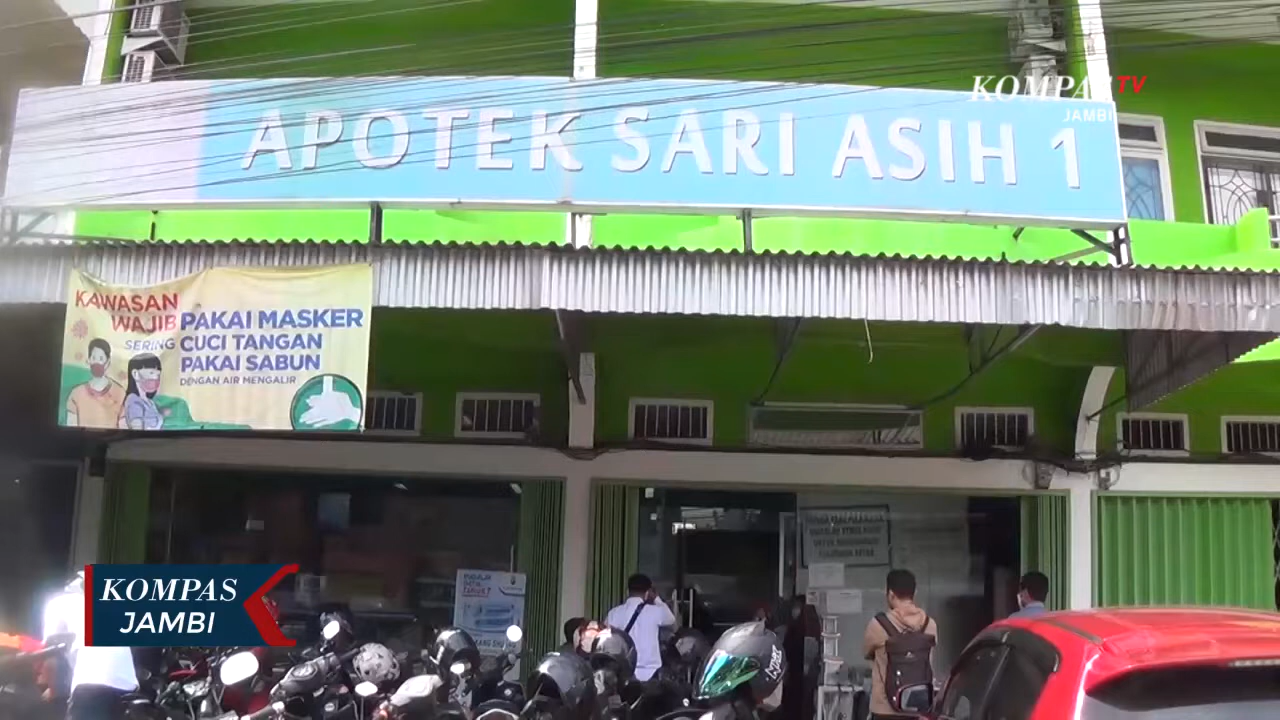 KOMPAS TV
JAMBI
APOTEK SARI ASIH 1
KAWASAN
WAJIB PAKAI MASKER
SERING CUCI TANGAN
PAKAI SABUN
DENGAN AIR MENGALIR
KOMPAS
JAMBI